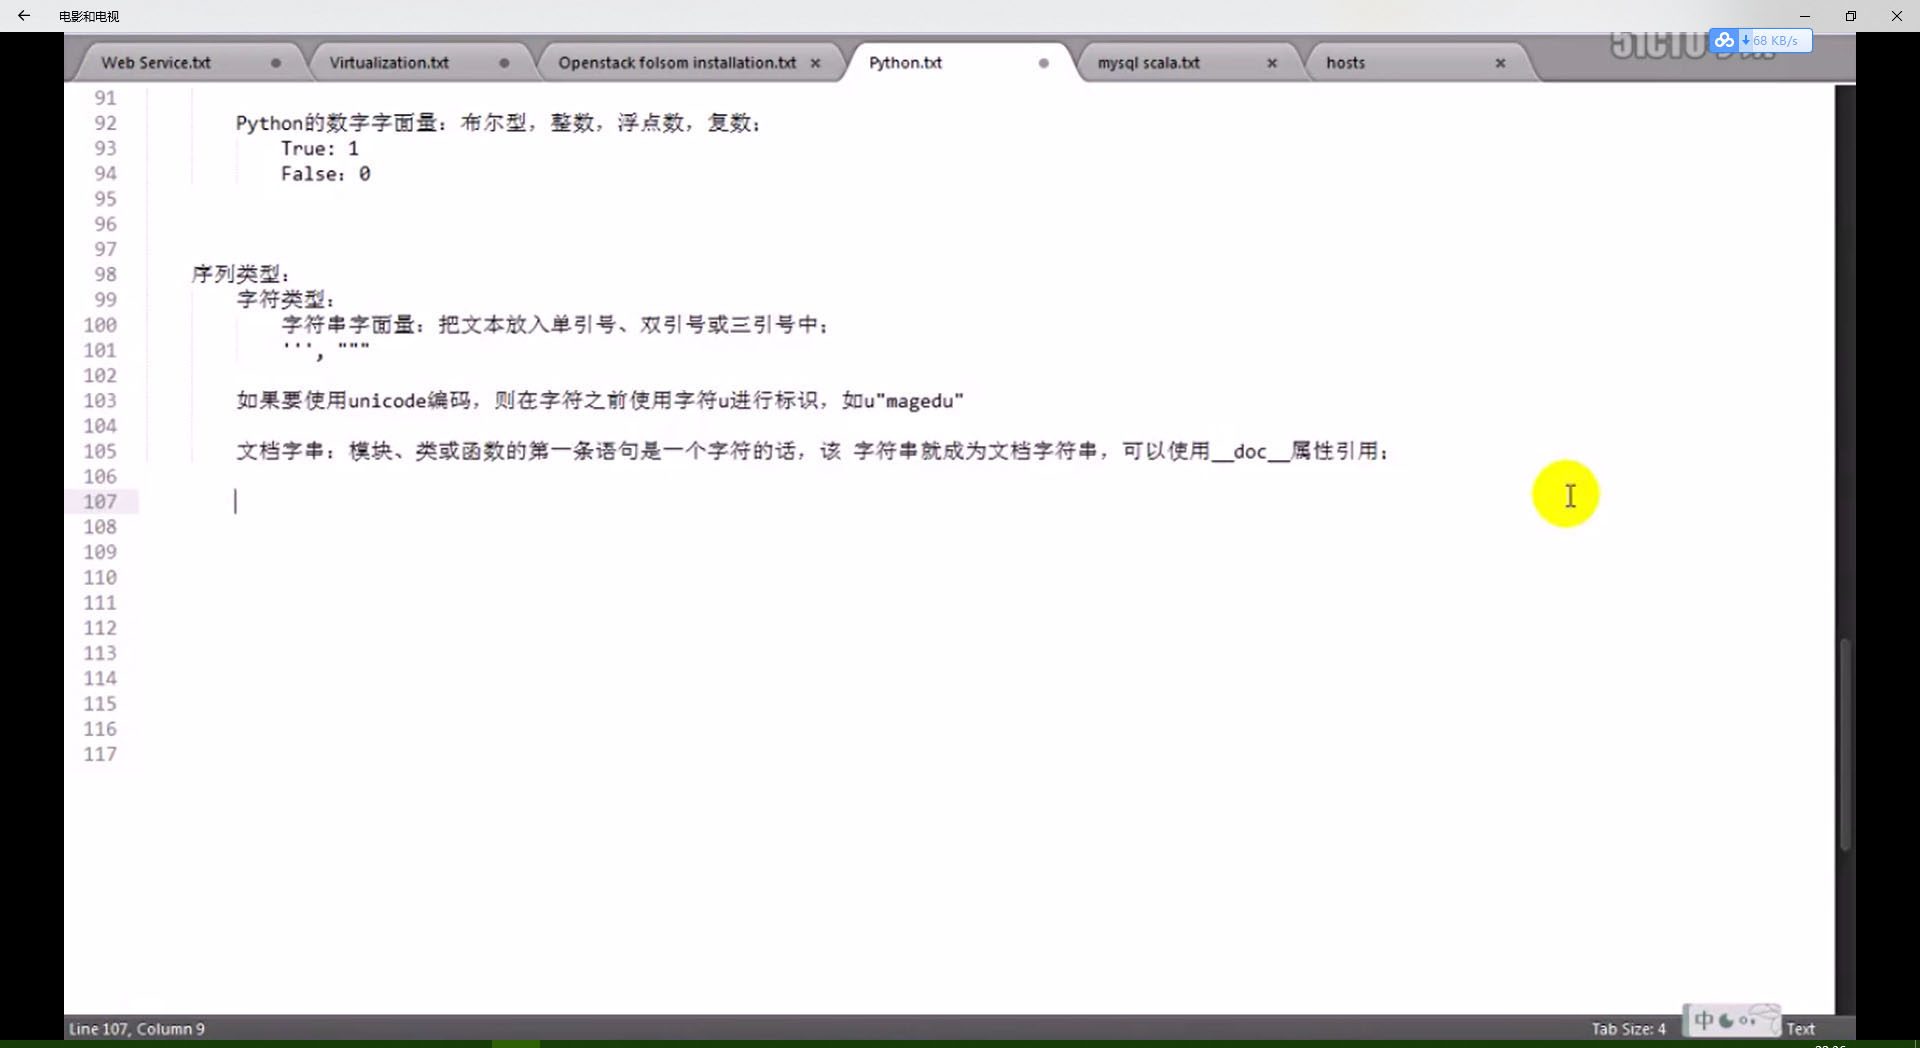 电影和电视
68 KB/s
Web Service.txt
Virtualization.txt
Openstack folsom installation.txt
Python.txt
mysql scala.txt
hosts
91
92 Python的数字字面量：布尔型，整数，浮点数，复数；
93 True: 1
94 False：0
95
96
97
98 序列类型：
99 字符类型：
100 字符串字面量：把文本放入单引号、双引号或三引号中；
101 ''', """
102
103 如果要使用unicode编码，则在字符之前使用字符u进行标识，如u"magedu"
104
105 文档字串：模块、类或函数的第一条语句是一个字符的话，该 字符串就成为文档字符串，可以使用__doc__属性引用；
106
107
108
109
110
111
112
113
114
115
116
117
Line 107, Column 9
Tab Size: 4
中
Text